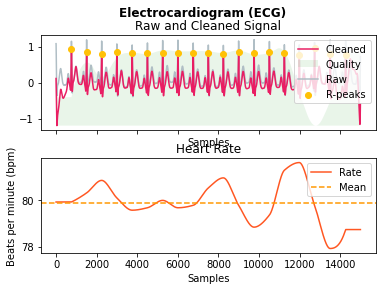 Electrocardiogram (ECG)
Raw and Cleaned Signal
1
0
−1
Cleaned
Quality
Raw
R-peaks
Samples
Heart Rate
Beats per minute (bpm)
80
78
Rate
Mean
0
2000
4000
6000
8000
10000
12000
14000
Samples